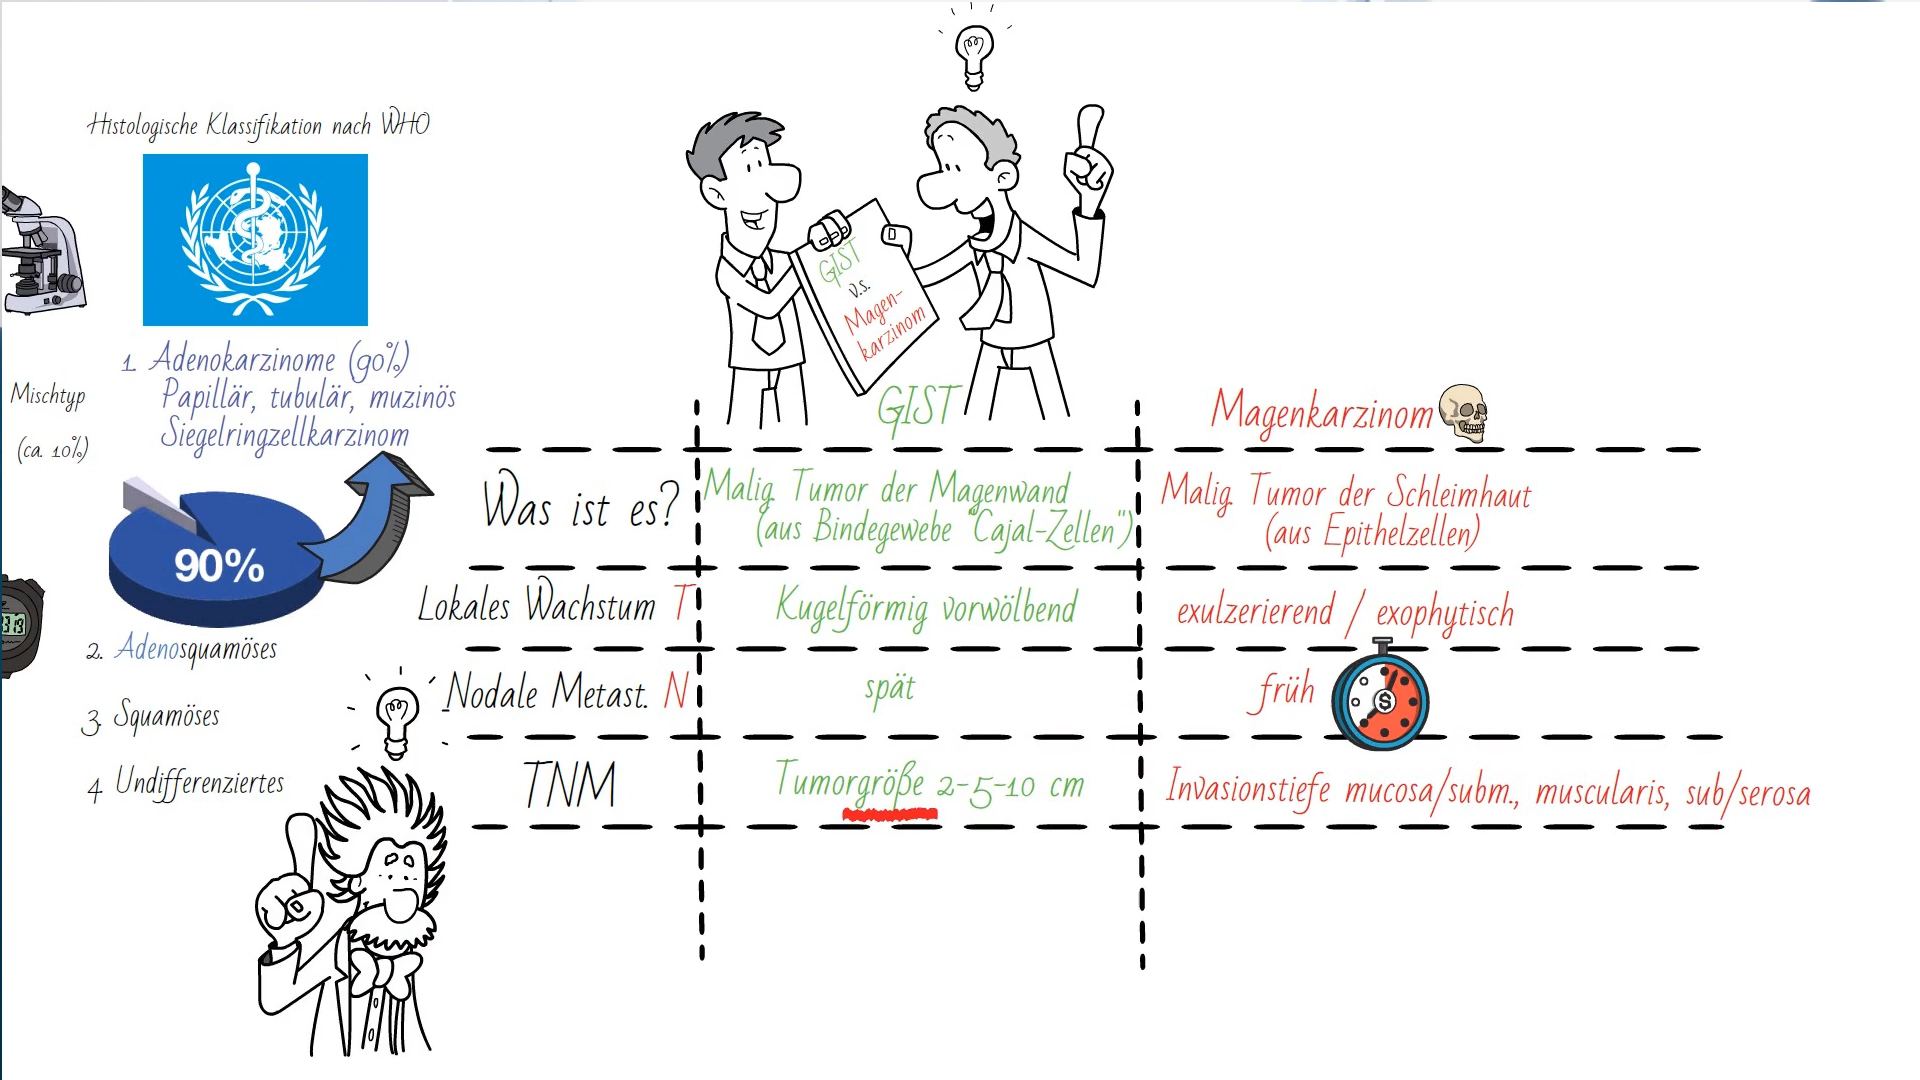 Histologische Klassifikation nach WHO
1. Adenokarzinome (90%)
Papillär, tubulär, muzinös
Siegelringzellkarzinom
Mischtyp
(ca. 10%)
90%
2. Adenosquamöses
3. Squamöses
4. Undifferenziertes
GIST
v.s.
Magen-
karzinom
GIST
Magenkarzinom
Was ist es?
Malig. Tumor der Magenwand
(aus Bindegewebe "Cajal-Zellen")
Malig. Tumor der Schleimhaut
(aus Epithelzellen)
Lokales Wachstum T
Kugelförmig vorwölbend
exulzerierend / exophytisch
Nodale Metast. N
spät
früh
$
TNM
Tumorgröße 2-5-10 cm
Invasionstiefe mucosa/subm., muscularis, sub/serosa